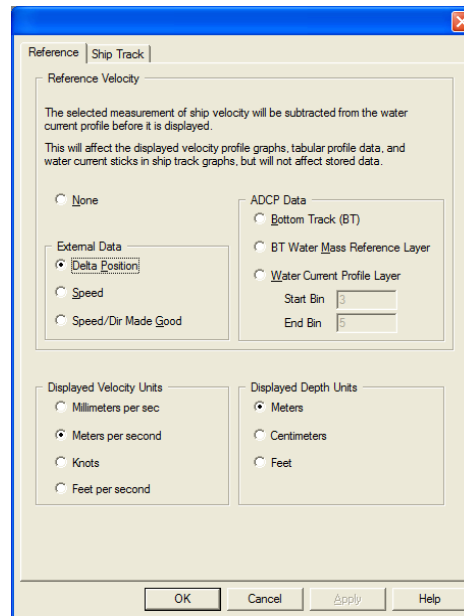 Reference
Ship Track
Reference Velocity
The selected measurement of ship velocity will be subtracted from the water
current profile before it is displayed.
This will affect the displayed velocity profile graphs, tabular profile data, and
water current sticks in ship track graphs, but will not affect stored data.
None
External Data
Delta Position
Speed
Speed/Dir Made Good
ADCP Data
Bottom Track (BT)
BT Water Mass Reference Layer
Water Current Profile Layer
Start Bin 3
End Bin 5
Displayed Velocity Units
Millimeters per sec
Meters per second
Knots
Feet per second
Displayed Depth Units
Meters
Centimeters
Feet
OK
Cancel
Apply
Help